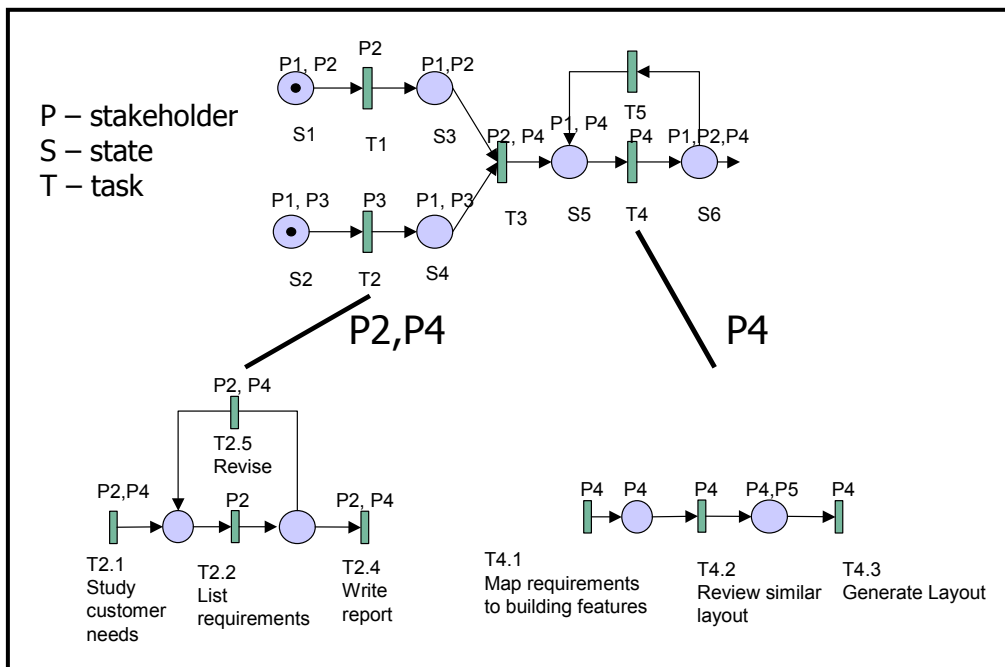 P – stakeholder
S – state
T – task
P1, P2
P2
P1,P2
S1
T1
S3
P1, P3
P3
P1, P3
S2
T2
S4
P2, P4
T3
P1, P4
S5
T5
P4
T4
P1,P2,P4
S6
P2,P4
P4
P2, P4
T2.5
Revise
P2,P4
P2
P2, P4
T2.1
Study
customer
needs
T2.2
List
requirements
T2.4
Write
report
P4
P4
P4
P4,P5
P4
T4.1
Map requirements
to building features
T4.2
Review similar
layout
T4.3
Generate Layout